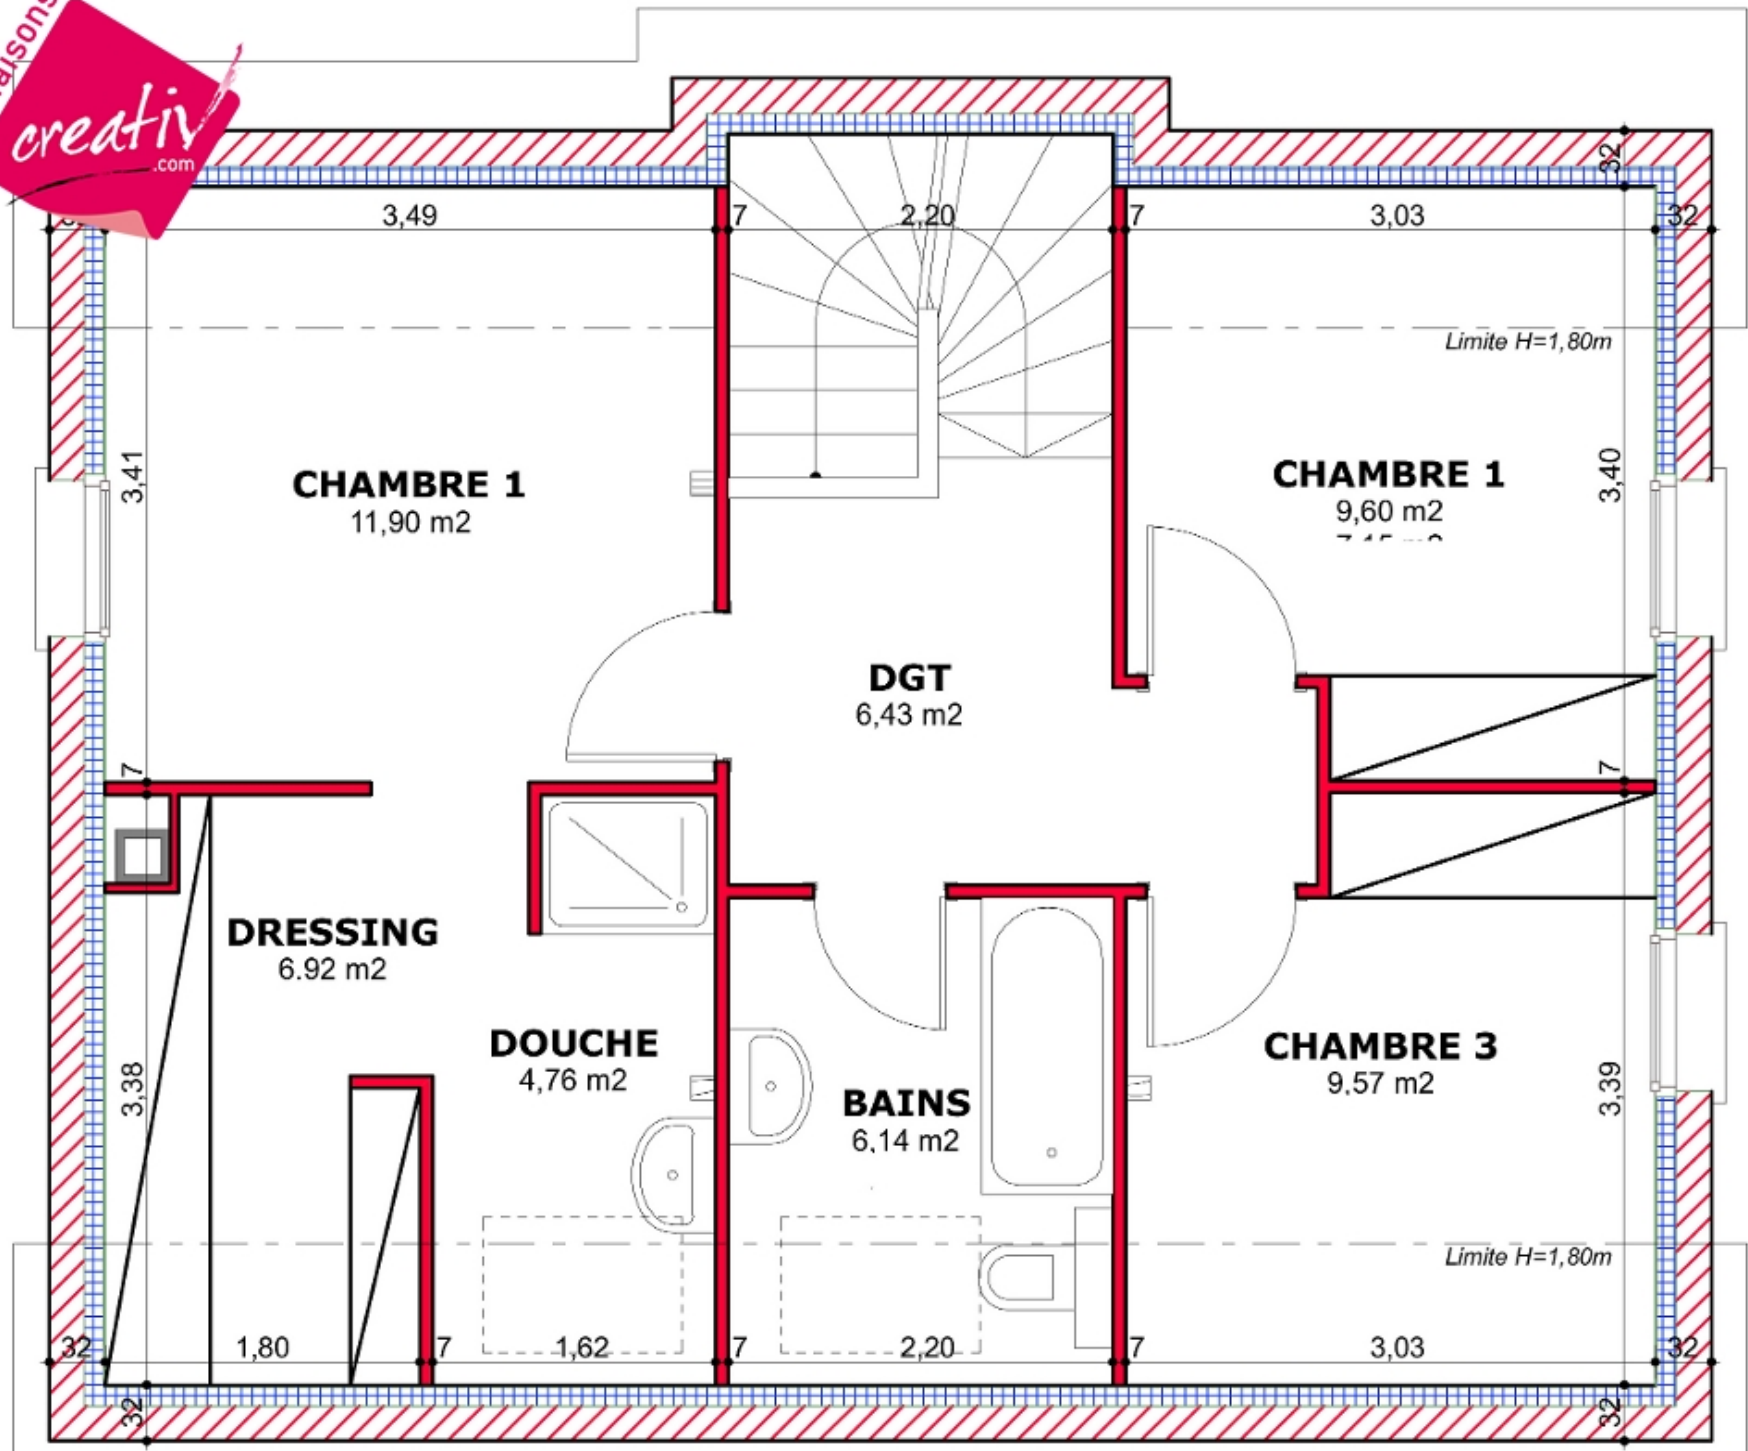 creativ
.com
32
3,49
7
2,20
7
3,03
32
Limite H=1,80m
3,41
3,40
CHAMBRE 1
11,90 m2
CHAMBRE 1
9,60 m2
DGT
6,43 m2
7
7
DRESSING
6.92 m2
DOUCHE
4,76 m2
BAINS
6,14 m2
CHAMBRE 3
9,57 m2
3,38
3,39
Limite H=1,80m
32
1,80
7
1,62
7
2,20
7
3,03
32
32
32